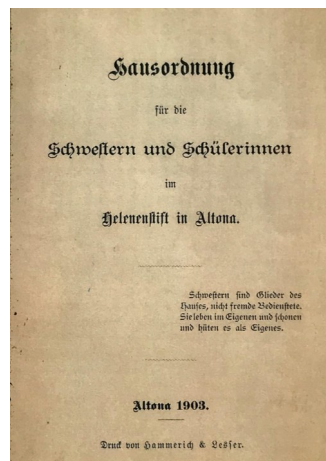 Hausordnung
für die
Schwestern und Schülerinnen
im
Helenenstift in Altona.
Schwestern sind Glieder des
Hauses, nicht fremde Bedienstete.
Sie leben im Eigenen und schonen
und hüten es als Eigenes.
Altona 1903.
Druck von Hammerich & Lesser.